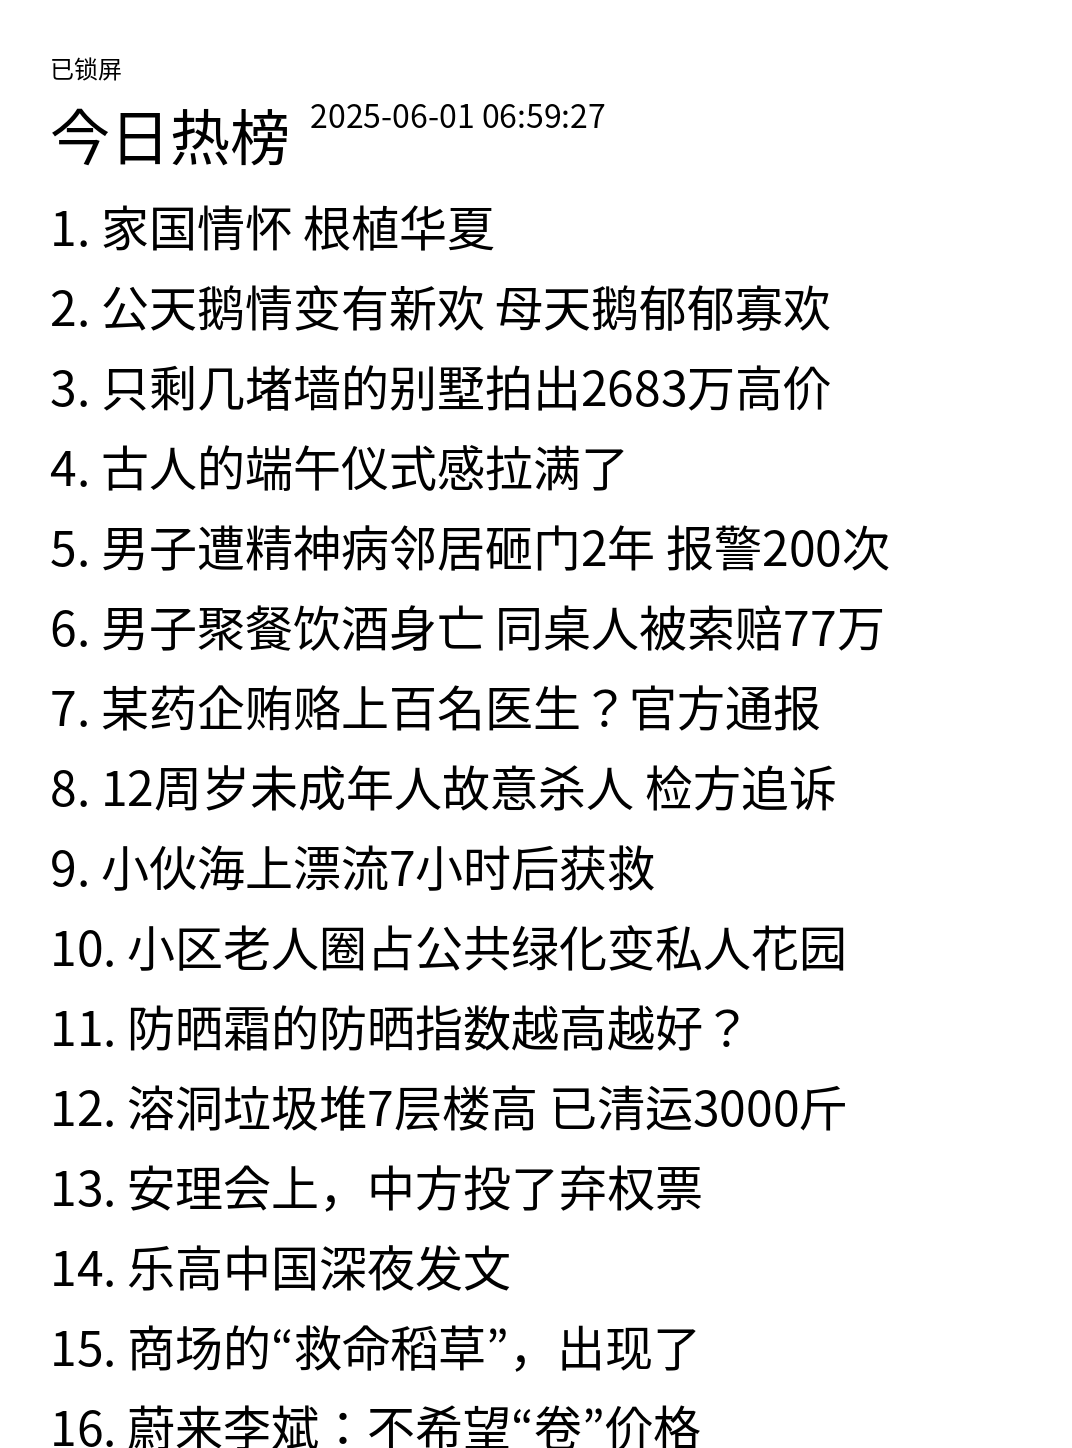 已锁屏
今日热榜 2025-06-01 06:59:27
1. 家国情怀 根植华夏
2. 公天鹅情变有新欢 母天鹅郁郁寡欢
3. 只剩几堵墙的别墅拍出2683万高价
4. 古人的端午仪式感拉满了
5. 男子遭精神病邻居砸门2年 报警200次
6. 男子聚餐饮酒身亡 同桌人被索赔77万
7. 某药企贿赂上百名医生？官方通报
8. 12周岁未成年人故意杀人 检方追诉
9. 小伙海上漂流7小时后获救
10. 小区老人圈占公共绿化变私人花园
11. 防晒霜的防晒指数越高越好？
12. 溶洞垃圾堆7层楼高 已清运3000斤
13. 安理会上，中方投了弃权票
14. 乐高中国深夜发文
15. 商场的“救命稻草”，出现了
16. 蔚来李斌：不希望“卷”价格